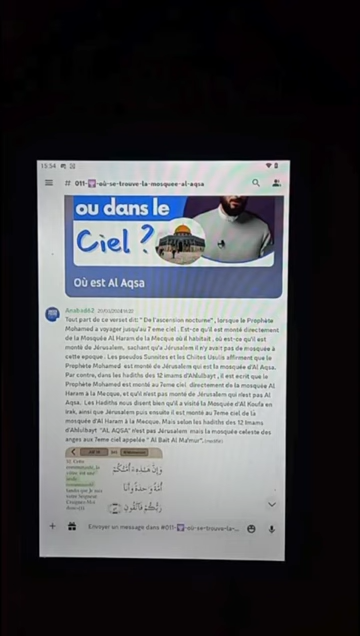 15:54
# 011-🕋-où-se-trouve-la-mosquee-al-aqsa
ou dans le
Ciel ?
Où est Al Aqsa
Anabad62
Tout part de ce verset dit: " De l'ascension nocturne" , lorsque le Prophète
Mohamed a voyager jusqu'au 7 eme ciel . Est-ce qu'il est monté directement
de la Mosquée Al Haram de la Mecque où il habitait , où est-ce qu'il est
monté de Jérusalem, sachant qu'a Jérusalem il n'y avait pas de mosquée à
cette epoque . Les pseudos Sunnites et les Chiites Usulis affirment que le
Prophète Mohamed est monté de Jérusalem qui est la mosquée d'Al Aqsa.
Par contre, dans les hadiths des 12 imams d'Ahlulbayt , il est ecrit que le
Prophète Mohamed est monté au 7eme ciel directement de la mosquée Al
Haram à la Mecque, et qu'il n'est pas monté de Jérusalem qui n'est pas Al
Aqsa. Les Hadiths nous disent bien qu'il a visité la Mosquée d'Al Koufa en
Irak, ainsi que Jérusalem puis ensuite il est monté au 7eme ciel de la
mosquée d'Al Haram à la Mecque. Mais selon les hadiths des 12 Imams
d'Ahlulbayt "AL AQSA" n'est pas Jérusalem mais la mosquée celeste des
anges aux 7eme ciel appelée " Al Bait Al Ma'mur".
وَإِنَّ هَٰذِهِۦٓ أُمَّتُكُمْ
أُمَّةً وَٰحِدَةً وَأَنَا۠
رَبُّكُمْ فَٱتَّقُونِ
Envoyer un message dans #011-🕋-où-se-trouve-la-...